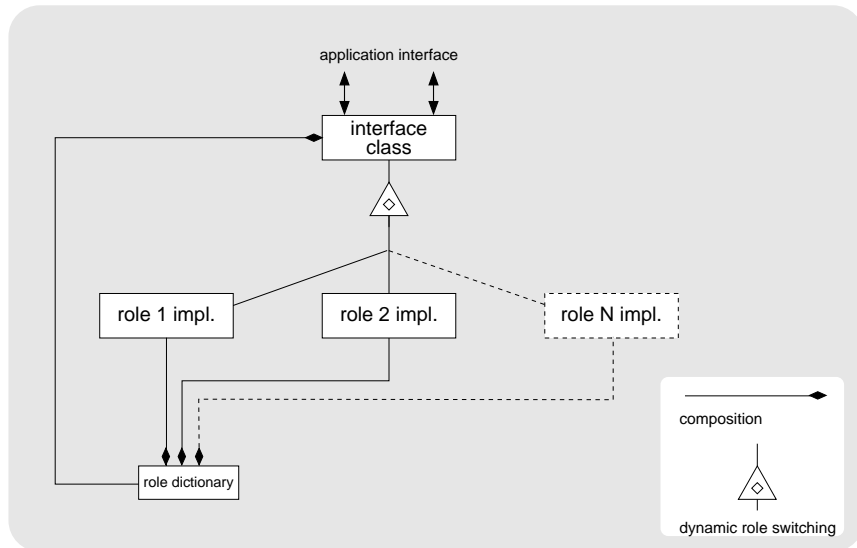 application interface
interface
class
role 1 impl.
role 2 impl.
role N impl.
role dictionary
composition
dynamic role switching